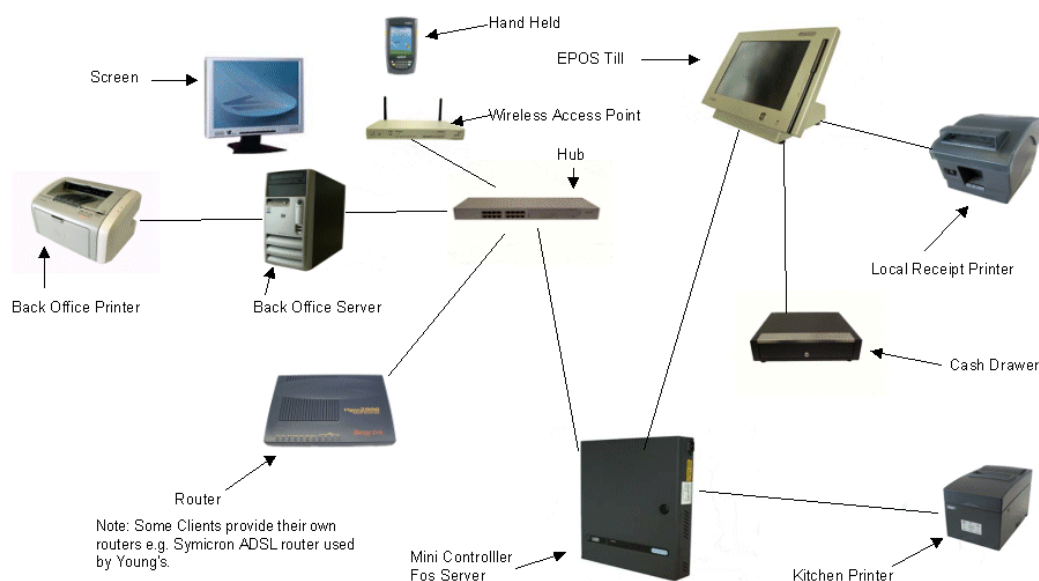 Hand Held
EPOS Till
Screen
Wireless Access Point
Hub
Local Receipt Printer
Back Office Printer
Back Office Server
Cash Drawer
Router
Note: Some Clients provide their own
routers e.g. Symicron ADSL router used
by Young's.
Mini Controlller
Fos Server
Kitchen Printer